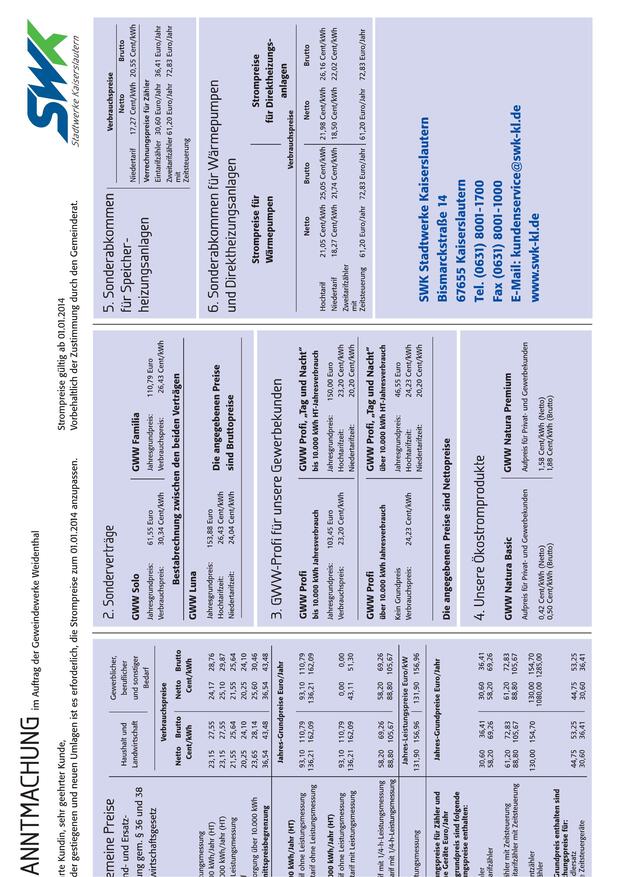 ANNTMACHUNG im Auftrag der Gemeindewerke Weidenthal
rte Kundin, sehr geehrter Kunde,
der gestiegenen und neuen Umlagen ist es erforderlich, die Strompreise zum 01.01.2014 anzupassen.
Strompreise gültig ab 01.01.2014
Vorbehaltlich der Zustimmung durch den Gemeinderat.
SWK
Stadtwerke Kaiserslautern
emeine Preise
nd- und Ersatz-
ung gem. § 36 und 38
wirtschaftsgesetz
Haushalt und
Landwirtschaft
Gewerblicher,
beruflicher
und sonstiger
Bedarf
Verbrauchspreise
Netto Brutto Netto Brutto
Cent/kWh Cent/kWh
ungsmessung
0 kWh/Jahr (HT) 23,15 27,55 24,17 28,76
000 kWh/Jahr (HT) 23,15 27,55 25,10 28,87
Leistungsmessung 21,55 25,64 21,55 25,64
20,25 24,10 20,25 24,10
orgung über 10.000 kWh 23,65 28,14 25,60 30,46
nittspreisbegrenzung 36,54 43,48 36,54 43,48
Jahres-Grundpreise Euro/Jahr
00 kWh/Jahr (HT)
d ohne Leistungsmessung 93,10 110,79 93,10 110,79
tarif ohne Leistungsmessung 136,21 162,09 136,21 162,09
000 kWh/Jahr (HT)
d ohne Leistungsmessung 93,10 110,79 0,00 0,00
tarif ohne Leistungsmessung 136,21 162,09 43,11 51,30
if mit 1/4-h-Leistungsmessung 58,20 69,26 58,20 69,26
tarif mit 1/4-h-Leistungsmessung 88,80 105,67 88,80 105,67
Jahres-Leistungspreise Euro/kW
tungsmessung 131,90 156,96 131,90 156,96
ungspreise für Zähler und
e Geräte Euro/Jahr
Jahres-Grundpreise Euro/Jahr
grundpreis sind folgende
gspreise enthalten:
ler 30,60 36,41 30,60 36,41
arifzähler 58,20 69,26 58,20 69,26
hler mit Zeitsteuerung 61,20 72,83 61,20 72,83
tarifzähler mit Zeitsteuerung 88,80 105,67 88,80 105,67
zähler 130,00 154,70 130,00 154,70
ähler 1080,00 1285,00
Grundpreis enthalten sind
hungspreise für:
dlersatz 44,75 53,25 44,75 53,25
Zeitsteuergeräte 30,60 36,41 30,60 36,41
2. Sonderverträge
GWW Solo
Jahresgrundpreis: 61,55 Euro
Verbrauchspreis: 30,34 Cent/kWh
GWW Familia
Jahresgrundpreis: 110,79 Euro
Verbrauchspreis: 26,43 Cent/kWh
Bestabrechnung zwischen den beiden Verträgen
GWW Luna
Jahresgrundpreis: 153,88 Euro
Hochtarifzeit: 26,43 Cent/kWh
Niedertarifzeit: 24,04 Cent/kWh
Die angegebenen Preise
sind Bruttopreise
3. GWW-Profi für unsere Gewerbekunden
GWW Profi
bis 10.000 kWh Jahresverbrauch
Jahresgrundpreis: 103,45 Euro
Verbrauchspreis: 23,20 Cent/kWh
GWW Profi, „Tag und Nacht“
bis 10.000 kWh HT-Jahresverbrauch
Jahresgrundpreis: 150,00 Euro
Hochtarifzeit: 23,20 Cent/kWh
Niedertarifzeit: 20,20 Cent/kWh
GWW Profi
über 10.000 kWh Jahresverbrauch
Kein Grundpreis
Verbrauchspreis: 24,23 Cent/kWh
GWW Profi, „Tag und Nacht“
über 10.000 kWh HT-Jahresverbrauch
Jahresgrundpreis: 46,55 Euro
Hochtarifzeit: 24,23 Cent/kWh
Niedertarifzeit: 20,20 Cent/kWh
Die angegebenen Preise sind Nettopreise
4. Unsere Ökostromprodukte
GWW Natura Basic
Aufpreis für Privat- und Gewerbekunden
0,42 Cent/kWh (Netto)
0,50 Cent/kWh (Brutto)
GWW Natura Premium
Aufpreis für Privat- und Gewerbekunden
1,58 Cent/kWh (Netto)
1,88 Cent/kWh (Brutto)
5. Sonderabkommen
für Speicher-
heizungsanlagen
Verbrauchspreise
Netto Brutto
Niedertarif 17,27 Cent/kWh 20,55 Cent/kWh
Verrechnungspreise für Zähler
Eintarifzähler 30,60 Euro/Jahr 36,41 Euro/Jahr
Zweitarifzähler 61,20 Euro/Jahr 72,83 Euro/Jahr
mit
Zeitsteuerung
6. Sonderabkommen für Wärmepumpen
und Direktheizungsanlagen
Strompreise für
Wärmepumpen
Strompreise
für Direktheizungs-
anlagen
Verbrauchspreise
Netto Brutto Netto Brutto
Hochtarif 21,05 Cent/kWh 25,05 Cent/kWh 21,98 Cent/kWh 26,16 Cent/kWh
Niedertarif 18,27 Cent/kWh 21,74 Cent/kWh 18,50 Cent/kWh 22,02 Cent/kWh
Zweitarifzähler
mit
Zeitsteuerung 61,20 Euro/Jahr 72,83 Euro/Jahr 61,20 Euro/Jahr 72,83 Euro/Jahr
SWK Stadtwerke Kaiserslautern
Bismarckstraße 14
67655 Kaiserslautern
Tel. (0631) 8001-1700
Fax (0631) 8001-1000
E-Mail: kundenservice@swk-kl.de
www.swk-kl.de